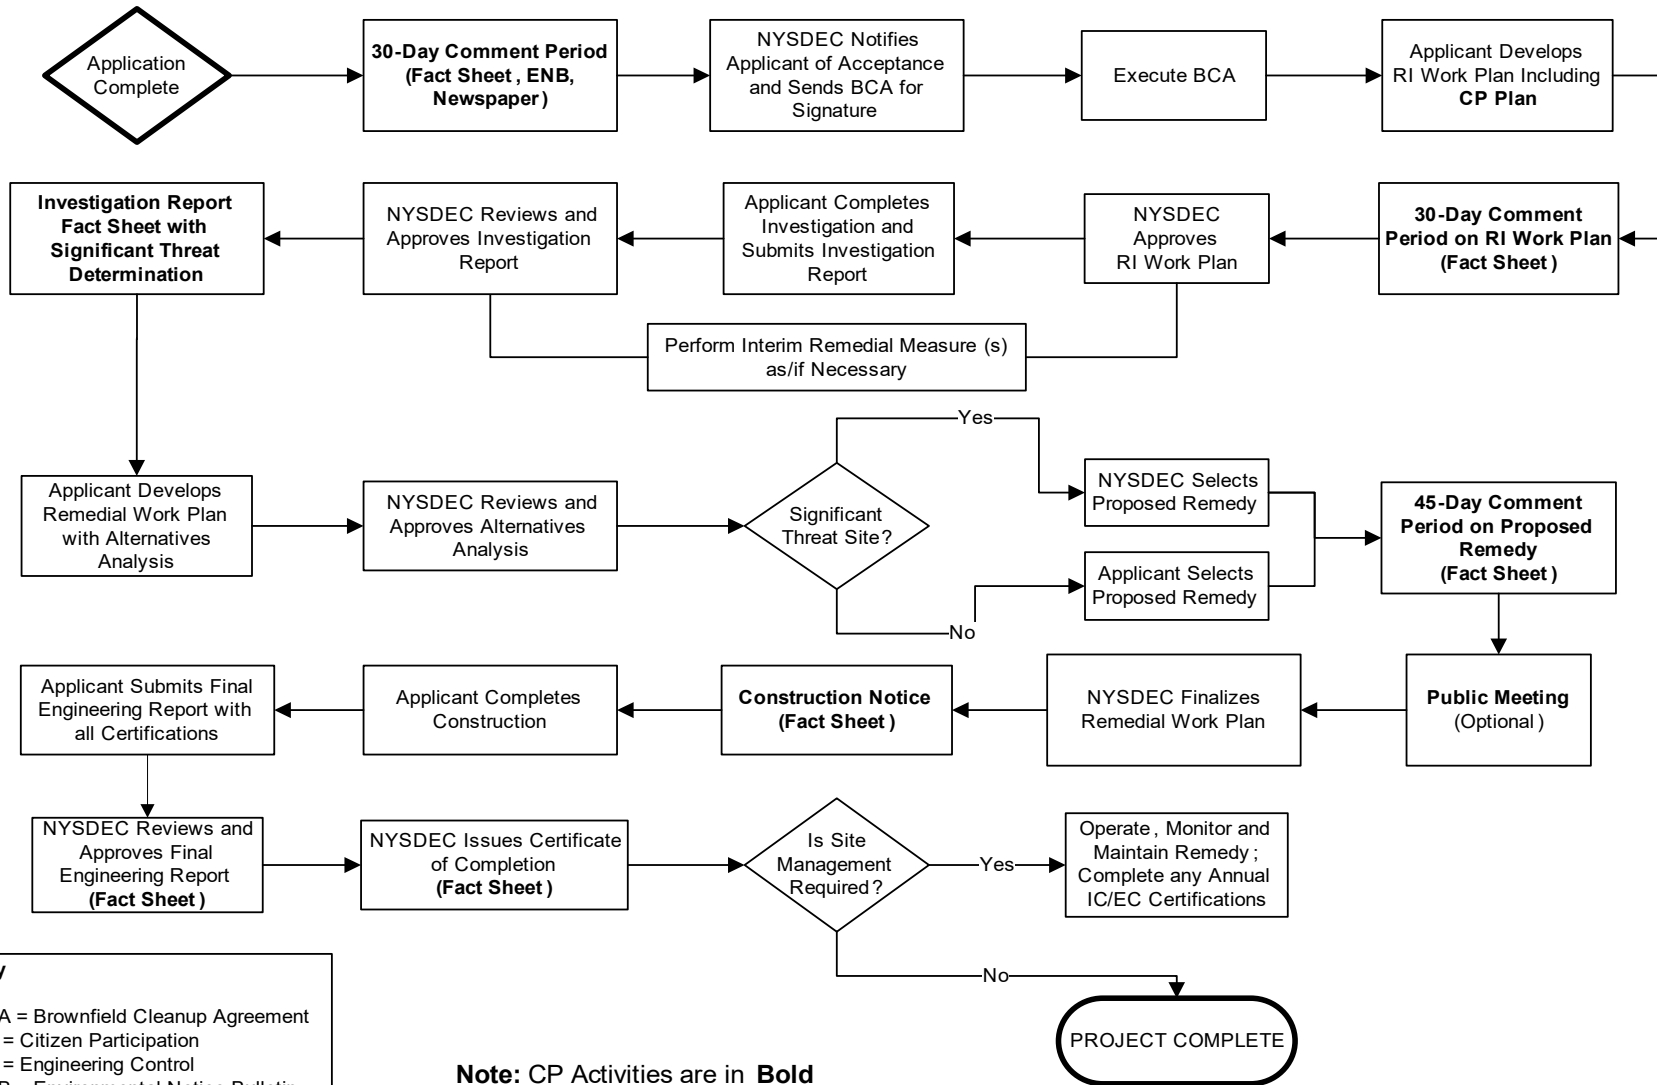 Application
Complete
30-Day Comment Period
(Fact Sheet, ENB,
Newspaper)
NYSDEC Notifies
Applicant of Acceptance
and Sends BCA for
Signature
Execute BCA
Applicant Develops
RI Work Plan Including
CP Plan
30-Day Comment
Period on RI Work Plan
(Fact Sheet)
NYSDEC
Approves
RI Work Plan
Applicant Completes
Investigation and
Submits Investigation
Report
NYSDEC Reviews and
Approves Investigation
Report
Investigation Report
Fact Sheet with
Significant Threat
Determination
Perform Interim Remedial Measure (s)
as/if Necessary
Applicant Develops
Remedial Work Plan
with Alternatives
Analysis
NYSDEC Reviews and
Approves Alternatives
Analysis
Significant
Threat Site?
Yes
No
NYSDEC Selects
Proposed Remedy
Applicant Selects
Proposed Remedy
45-Day Comment
Period on Proposed
Remedy
(Fact Sheet)
Public Meeting
(Optional)
NYSDEC Finalizes
Remedial Work Plan
Construction Notice
(Fact Sheet)
Applicant Completes
Construction
Applicant Submits Final
Engineering Report with
all Certifications
NYSDEC Reviews and
Approves Final
Engineering Report
(Fact Sheet)
NYSDEC Issues Certificate
of Completion
(Fact Sheet)
Is Site
Management
Required?
Yes
Operate, Monitor and
Maintain Remedy;
Complete any Annual
IC/EC Certifications
No
PROJECT COMPLETE
A = Brownfield Cleanup Agreement
= Citizen Participation
= Engineering Control
Note: CP Activities are in Bold